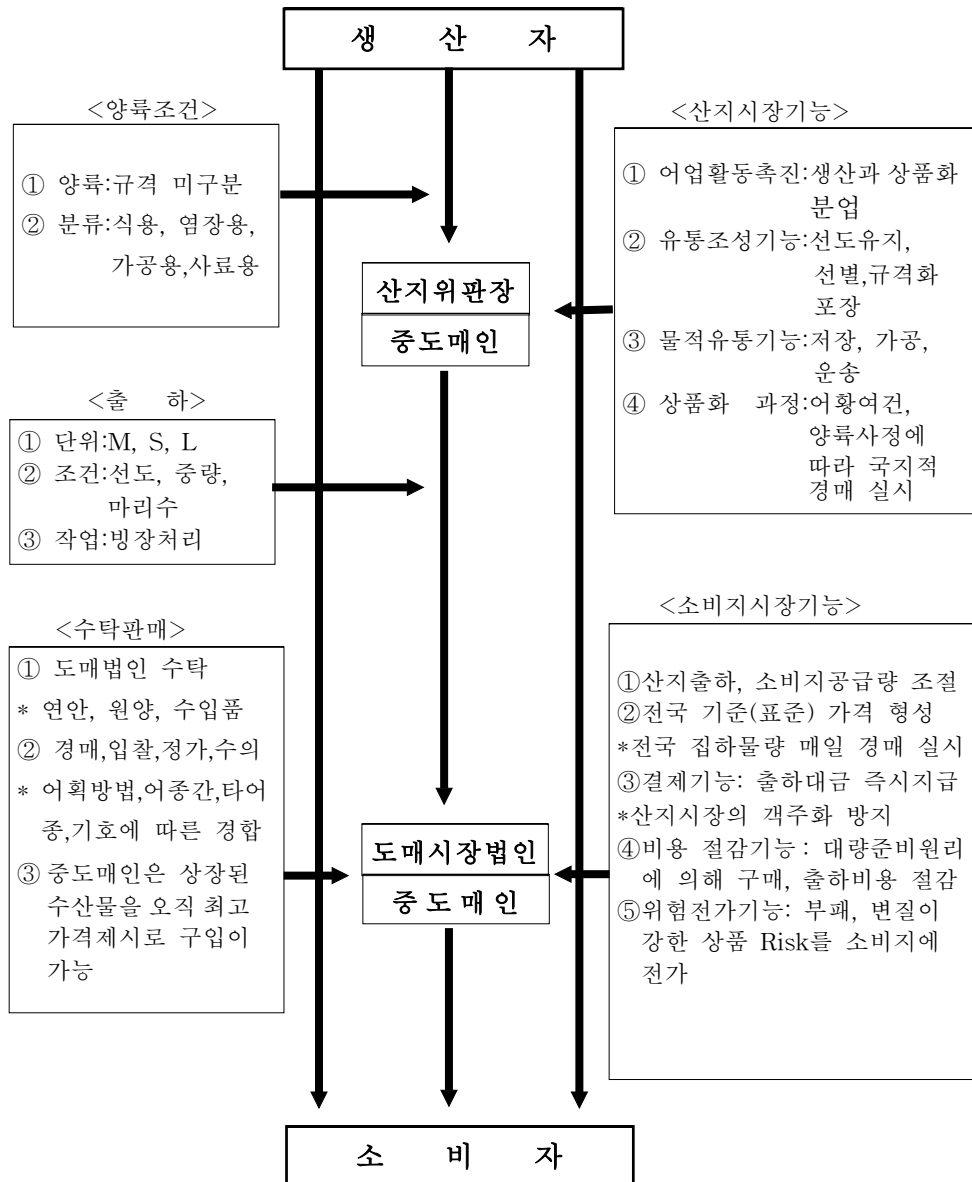 생 산 자
<양륙조건>
① 양륙:규격 미구분
② 분류:식용, 염장용,
가공용,사료용
<산지시장기능>
① 어업활동촉진:생산과 상품화
분업
② 유통조성기능:선도유지,
선별,규격화
포장
③ 물적유통기능:저장, 가공,
운송
④ 상품화 과정:어황여건,
양륙사정에
따라 국지적
경매 실시
산지위판장
중도매인
<출 하>
① 단위:M, S, L
② 조건:선도, 중량,
마리수
③ 작업:빙장처리
<수탁판매>
① 도매법인 수탁
* 연안, 원양, 수입품
② 경매,입찰,정가,수의
* 어획방법,어종간,타어
종,기호에 따른 경합
③ 중도매인은 상장된
수산물을 오직 최고
가격제시로 구입이
가능
<소비지시장기능>
①산지출하, 소비지공급량 조절
②전국 기준(표준) 가격 형성
*전국 집하물량 매일 경매 실시
③결제기능: 출하대금 즉시지급
*산지시장의 객주화 방지
④비용 절감기능 : 대량준비원리
에 의해 구매, 출하비용 절감
⑤위험전가기능: 부패, 변질이
강한 상품 Risk를 소비지에
전가
도매시장법인
중도매인
소 비 자